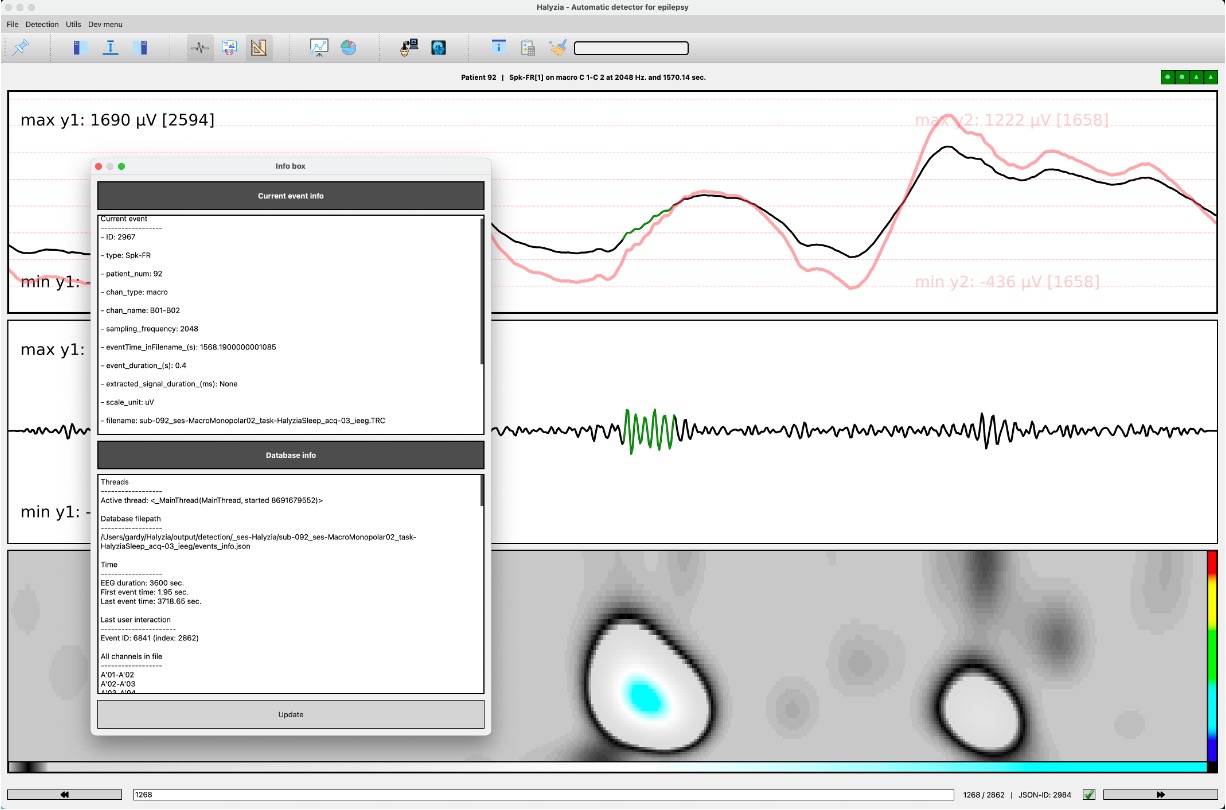 Halyzia - Automatic detector for epilepsy
File Detection Utils Dev menu
Patient 92 | Spk-FR[1] on macro C 1-C 2 at 2048 Hz. and 1570.14 sec.
max y1: 1690 µV [2594]
max y2: 1222 µV [1658]
min y1: -
min y2: -436 µV [1658]
Info box
Current event info
Current event
------------------
- ID: 2967
- type: Spk-FR
- patient_num: 92
- chan_type: macro
- chan_name: B01-B02
- sampling_frequency: 2048
- eventTime_inFilename_(s): 1568.1900000001085
- event_duration_(s): 0.4
- extracted_signal_duration_(ms): None
- scale_unit: uV
- filename: sub-092_ses-MacroMonopolar02_task-HalyziaSleep_acq-03_ieeg.TRC
max y1:
min y1: -
Database info
Threads
------------------
Active thread: <_MainThread(MainThread, started 8691679552)>
Database filepath
------------------
/Users/gardy/Halyzia/output/detection/_ses-Halyzia/sub-092_ses-MacroMonopolar02_task-
HalyziaSleep_acq-03_ieeg/events_info.json
Time
------------------
EEG duration: 3600 sec.
First event time: 1.95 sec.
Last event time: 3718.65 sec.
Last user interaction
----------------------
Event ID: 6841 (index: 2862)
All channels in file
------------------
A'01-A'02
A'02-A'03
A'03-A'04
Update
1268
1268 / 2862 | JSON-ID: 2984